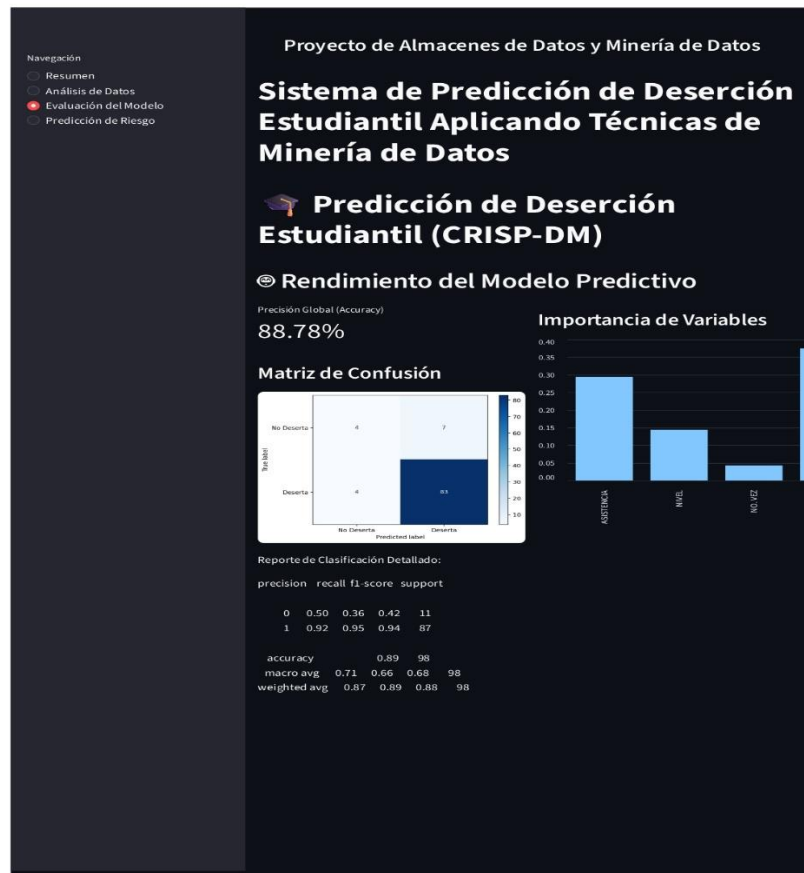 Navegación
Resumen
Análisis de Datos
Evaluación del Modelo
Predicción de Riesgo
Proyecto de Almacenes de Datos y Minería de Datos
Sistema de Predicción de Deserción
Estudiantil Aplicando Técnicas de
Minería de Datos
Predicción de Deserción
Estudiantil (CRISP-DM)
Rendimiento del Modelo Predictivo
Precisión Global (Accuracy)
88.78%
Matriz de Confusión
No Deserta
4
7
Deserta
4
83
No Deserta
Deserta
Predicted label
True label
80
70
60
50
40
30
20
10
Reporte de Clasificación Detallado:
precision recall f1-score support
0 0.50 0.36 0.42 11
1 0.92 0.95 0.94 87
accuracy 0.89 98
macro avg 0.71 0.66 0.68 98
weighted avg 0.87 0.89 0.88 98
Importancia de Variables
0.40
0.35
0.30
0.25
0.20
0.15
0.10
0.05
0.00
ASISTENCIA
NIVEL
NO. VEZ